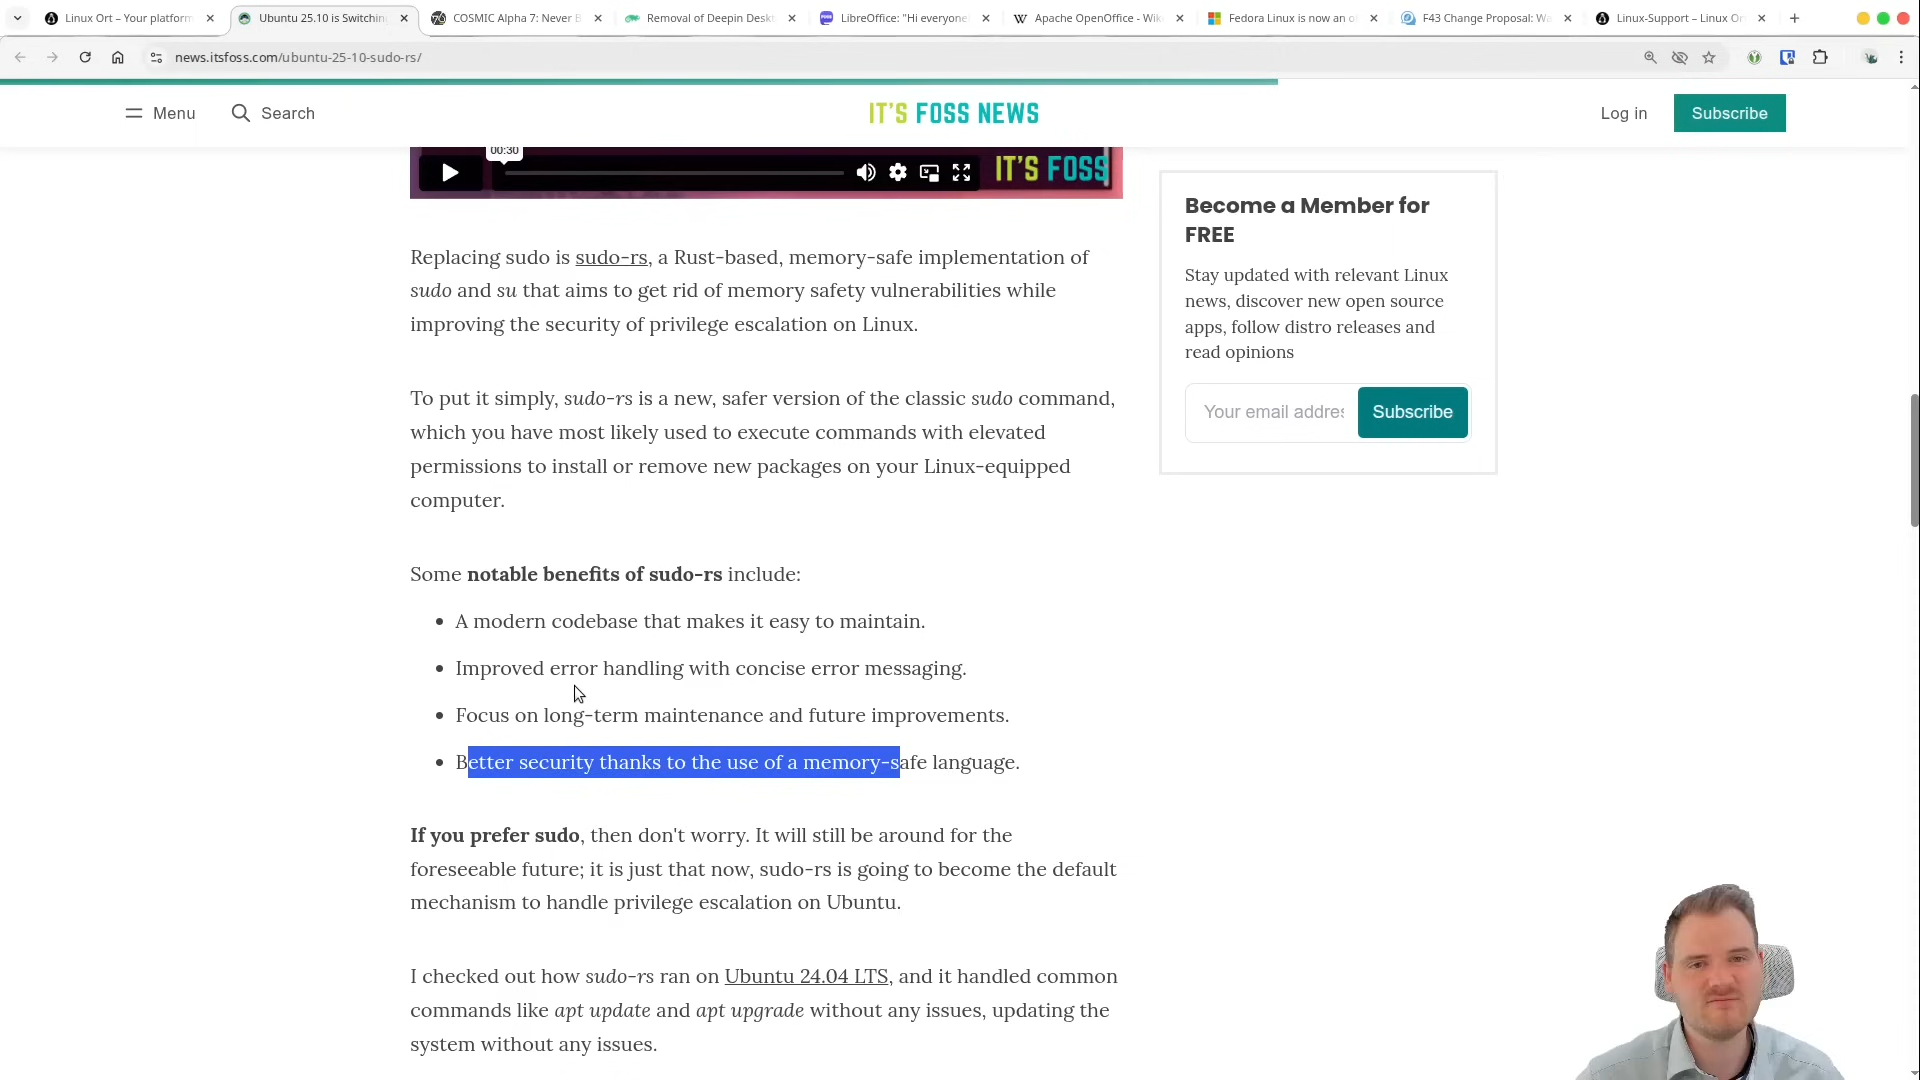 Linux Ort – Your platform
Ubuntu 25.10 is Switching
COSMIC Alpha 7: Never B
Removal of Deepin Deskt
LibreOffice: "Hi everyone
Apache OpenOffice - Wik
Fedora Linux is now an o
F43 Change Proposal: Wa
Linux-Support – Linux Or
news.itsfoss.com/ubuntu-25-10-sudo-rs/
Menu
Search
IT'S FOSS NEWS
Log in
Subscribe
00:30
IT'S FOSS
Replacing sudo is sudo-rs, a Rust-based, memory-safe implementation of
sudo and su that aims to get rid of memory safety vulnerabilities while
improving the security of privilege escalation on Linux.
To put it simply, sudo-rs is a new, safer version of the classic sudo command,
which you have most likely used to execute commands with elevated
permissions to install or remove new packages on your Linux-equipped
computer.
Some notable benefits of sudo-rs include:
• A modern codebase that makes it easy to maintain.
• Improved error handling with concise error messaging.
• Focus on long-term maintenance and future improvements.
• Better security thanks to the use of a memory-safe language.
If you prefer sudo, then don't worry. It will still be around for the
foreseeable future; it is just that now, sudo-rs is going to become the default
mechanism to handle privilege escalation on Ubuntu.
I checked out how sudo-rs ran on Ubuntu 24.04 LTS, and it handled common
commands like apt update and apt upgrade without any issues, updating the
system without any issues.
Become a Member for
FREE
Stay updated with relevant Linux
news, discover new open source
apps, follow distro releases and
read opinions
Your email addres
Subscribe